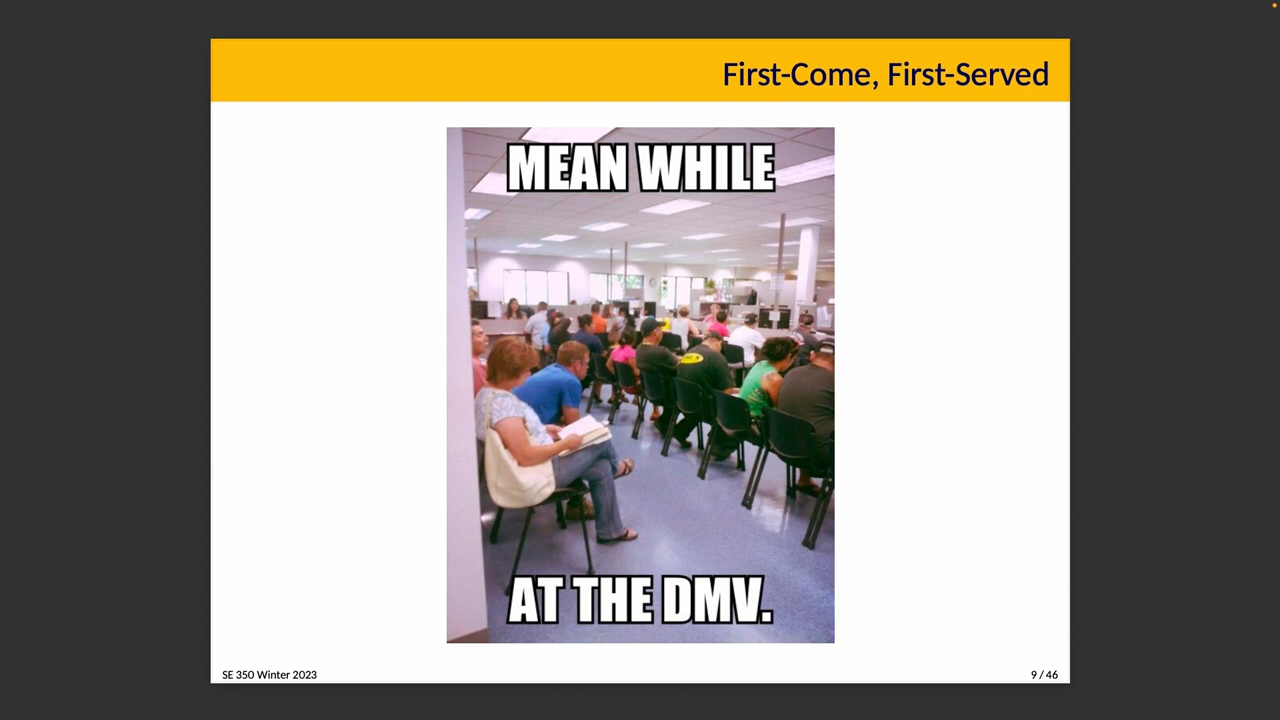 First-Come, First-Served
MEAN WHILE
AT THE DMV.
SE 350 Winter 2023
9 / 46